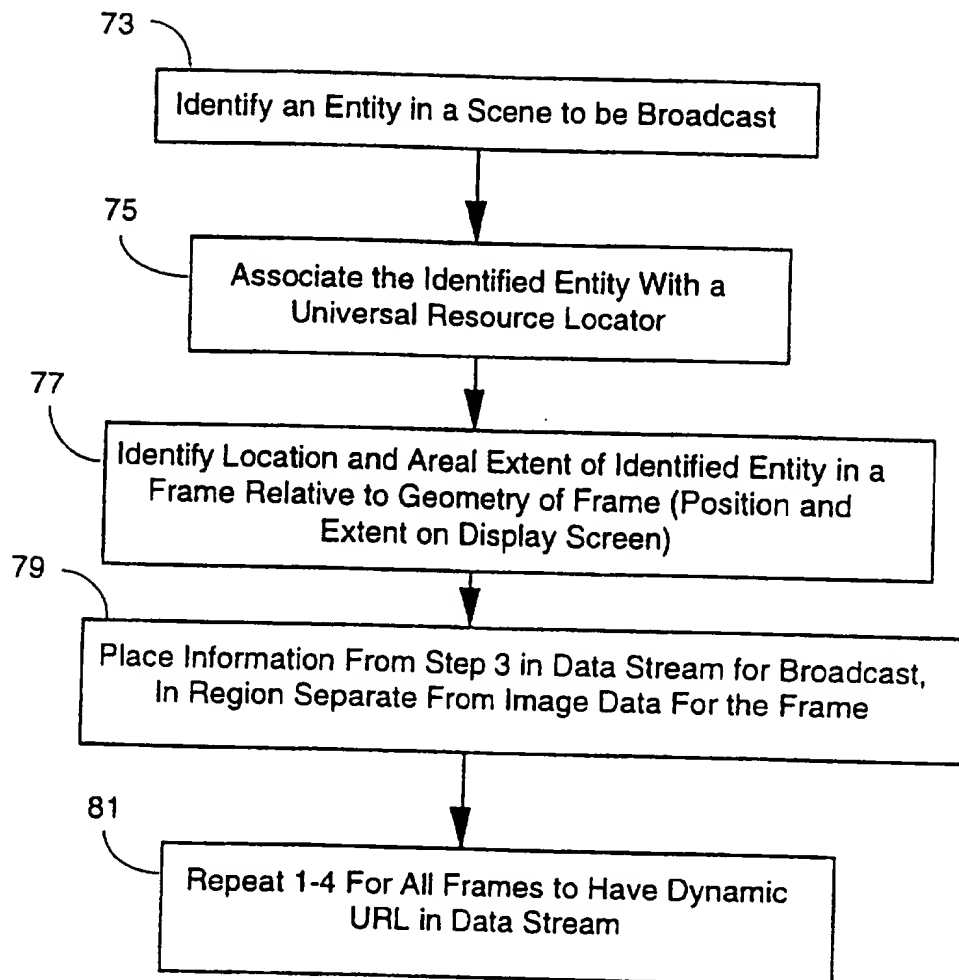 73
Identify an Entity in a Scene to be Broadcast
75
Associate the Identified Entity With a
Universal Resource Locator
77
Identify Location and Areal Extent of Identified Entity in a
Frame Relative to Geometry of Frame (Position and
Extent on Display Screen)
79
Place Information From Step 3 in Data Stream for Broadcast,
In Region Separate From Image Data For the Frame
81
Repeat 1-4 For All Frames to Have Dynamic
URL in Data Stream